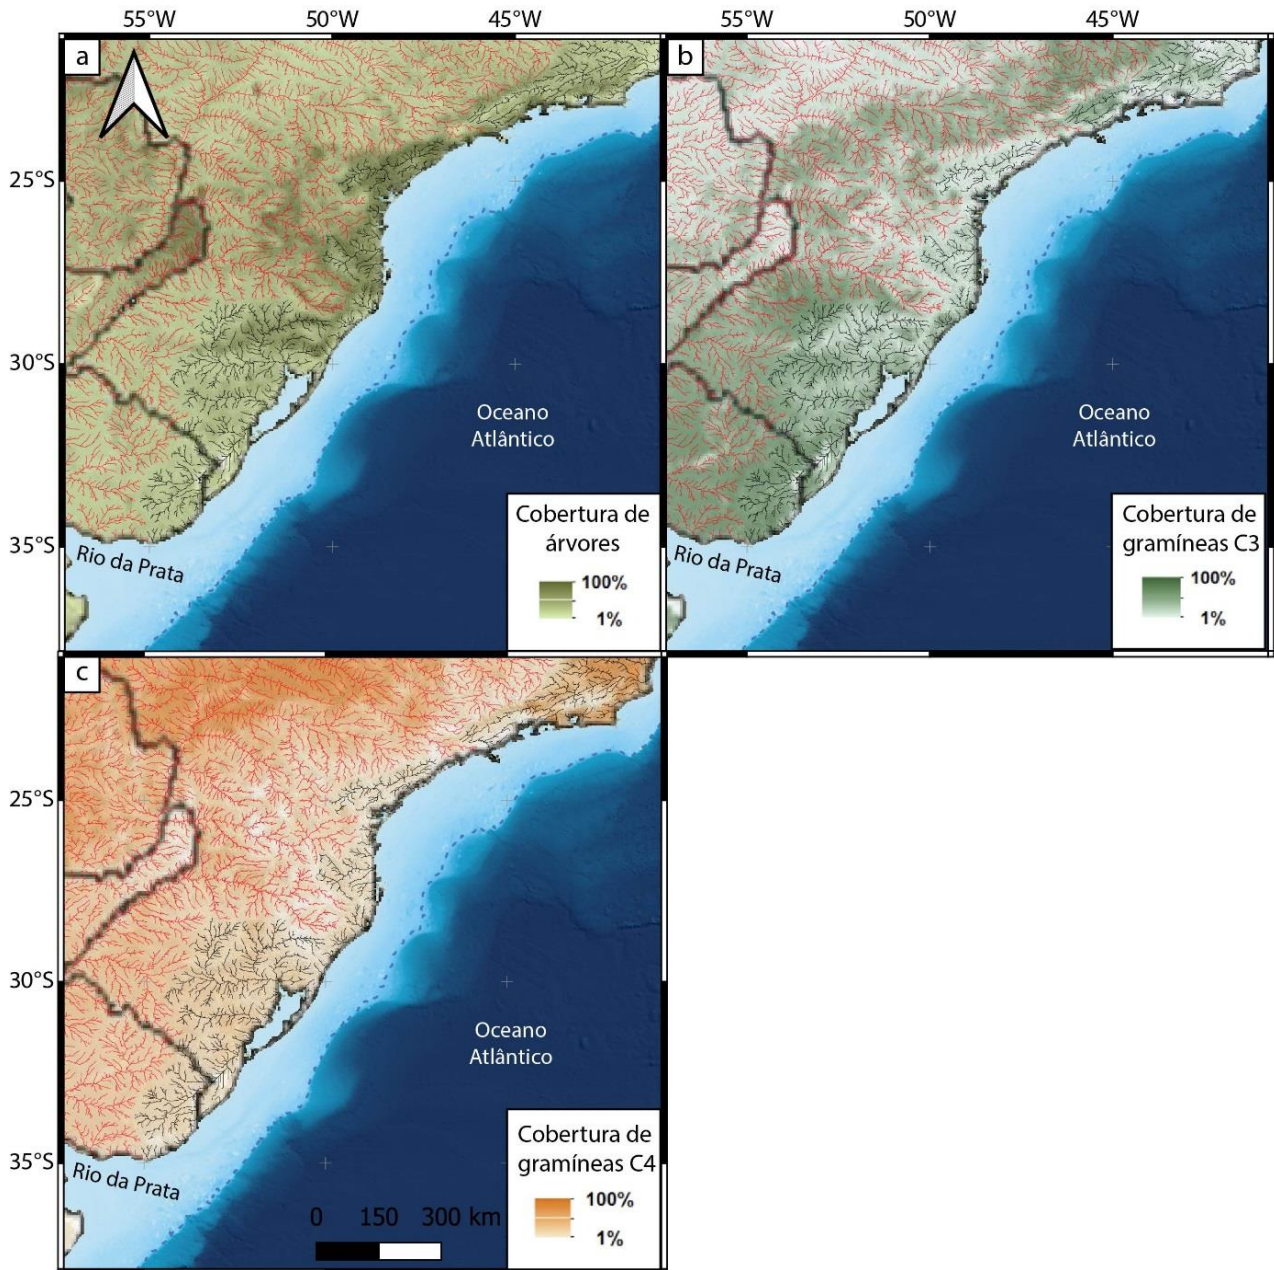 55°W 50°W 45°W 55°W 50°W 45°W
a b
25°S
30°S
Oceano
Atlântico
Oceano
Atlântico
Cobertura de
árvores
100%
1%
Cobertura de
gramíneas C3
100%
1%
35°S
Rio da Prata
Rio da Prata
c
25°S
30°S
Oceano
Atlântico
Cobertura de
gramíneas C4
100%
1%
35°S
Rio da Prata
0 150 300 km